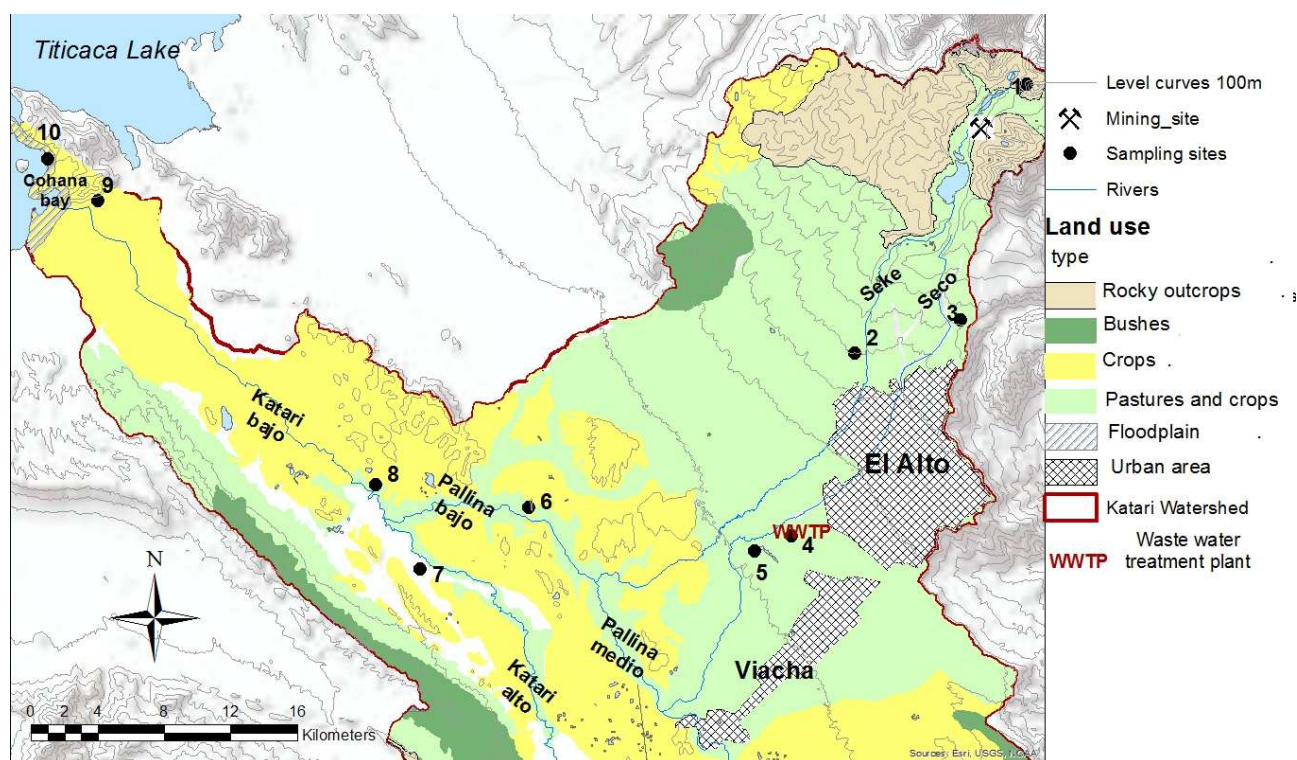 Titicaca Lake
10
Cohana
bay
9
1
Seke
Seco
3
2
El Alto
Katari
bajo
8
Pallina
bajo
6
WWTP
4
5
7
Pallina
medio
Viacha
Katari
alto
N
0 2 4 8 12 16
Kilometers
Sources: Esri, USGS, NOAA
Level curves 100m
Mining_site
Sampling sites
Rivers
Land use
type
Rocky outcrops
Bushes
Crops
Pastures and crops
Floodplain
Urban area
Katari Watershed
WWTP Waste water
treatment plant